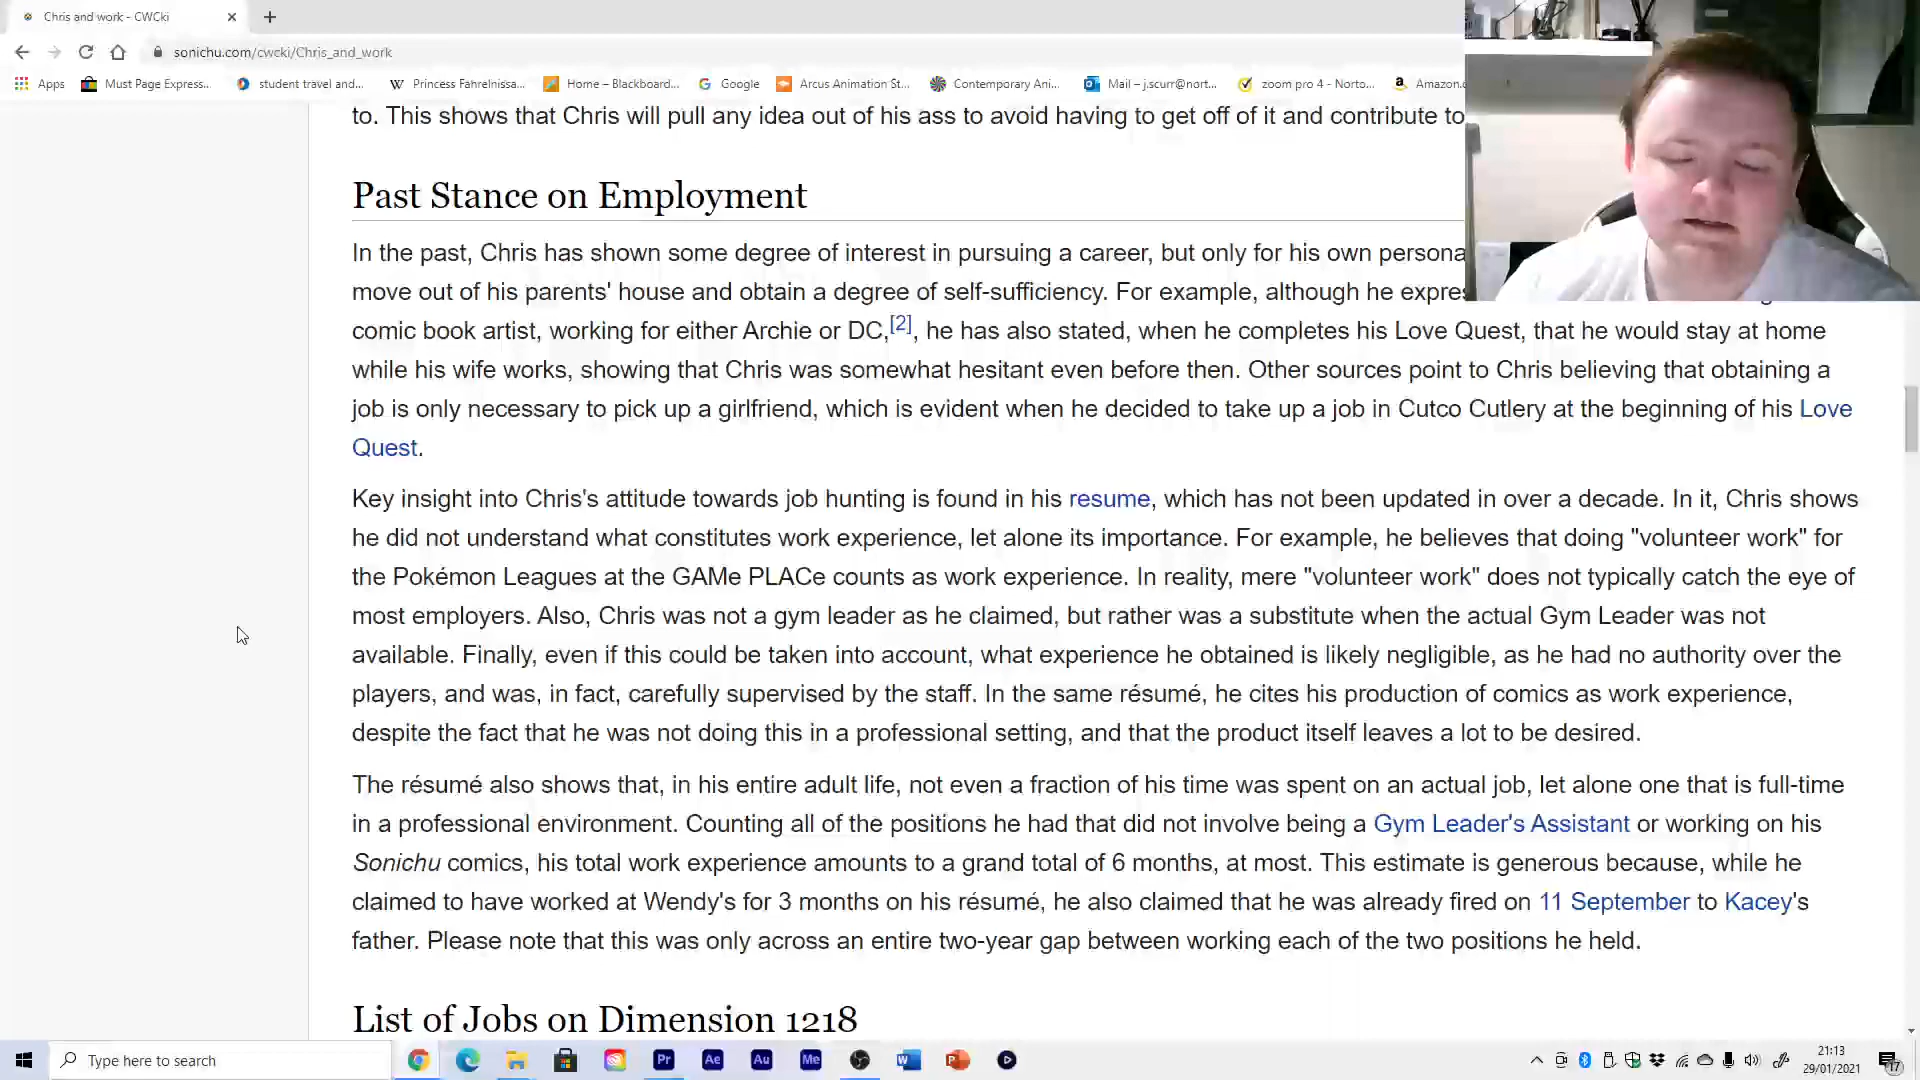 Chris and work - CWCki
sonichu.com/cwcki/Chris_and_work
Apps Must Page Express... student travel and... Princess Fahrelnissa... Home – Blackboard... Google Arcus Animation St... Contemporary Ani... Mail – j.scurr@nort... zoom pro 4 - Norto... Amazon.
to. This shows that Chris will pull any idea out of his ass to avoid having to get off of it and contribute to
Past Stance on Employment
In the past, Chris has shown some degree of interest in pursuing a career, but only for his own persona
move out of his parents' house and obtain a degree of self-sufficiency. For example, although he expres
comic book artist, working for either Archie or DC,[2], he has also stated, when he completes his Love Quest, that he would stay at home
while his wife works, showing that Chris was somewhat hesitant even before then. Other sources point to Chris believing that obtaining a
job is only necessary to pick up a girlfriend, which is evident when he decided to take up a job in Cutco Cutlery at the beginning of his Love
Quest.
Key insight into Chris's attitude towards job hunting is found in his resume, which has not been updated in over a decade. In it, Chris shows
he did not understand what constitutes work experience, let alone its importance. For example, he believes that doing "volunteer work" for
the Pokémon Leagues at the GAMe PLACe counts as work experience. In reality, mere "volunteer work" does not typically catch the eye of
most employers. Also, Chris was not a gym leader as he claimed, but rather was a substitute when the actual Gym Leader was not
available. Finally, even if this could be taken into account, what experience he obtained is likely negligible, as he had no authority over the
players, and was, in fact, carefully supervised by the staff. In the same résumé, he cites his production of comics as work experience,
despite the fact that he was not doing this in a professional setting, and that the product itself leaves a lot to be desired.
The résumé also shows that, in his entire adult life, not even a fraction of his time was spent on an actual job, let alone one that is full-time
in a professional environment. Counting all of the positions he had that did not involve being a Gym Leader's Assistant or working on his
Sonichu comics, his total work experience amounts to a grand total of 6 months, at most. This estimate is generous because, while he
claimed to have worked at Wendy's for 3 months on his résumé, he also claimed that he was already fired on 11 September to Kacey's
father. Please note that this was only across an entire two-year gap between working each of the two positions he held.
List of Jobs on Dimension 1218
Type here to search
Pr Ae Au Me
21:13
29/01/2021
17